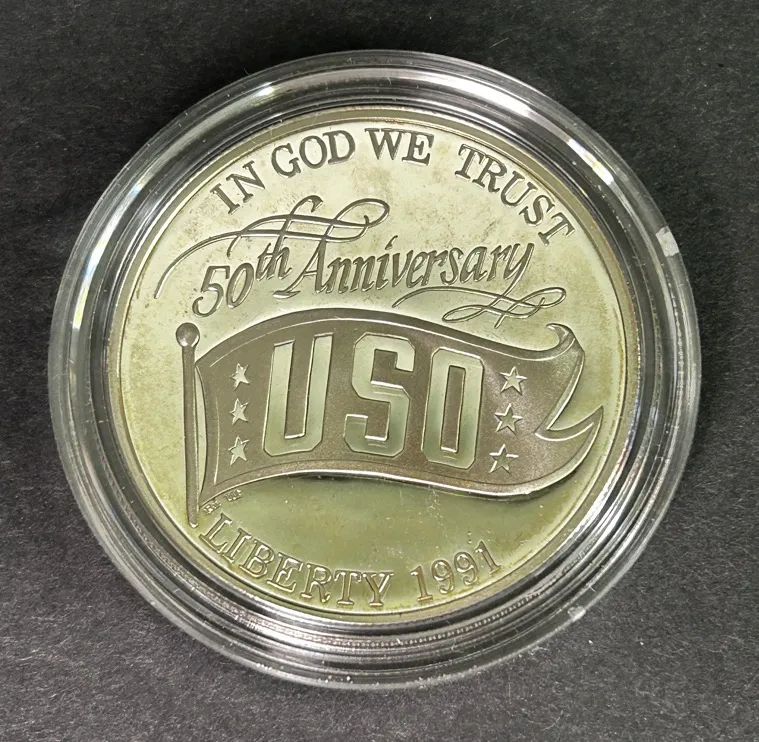 IN GOD WE TRUST
50th Anniversary
USO
LIBERTY 1991